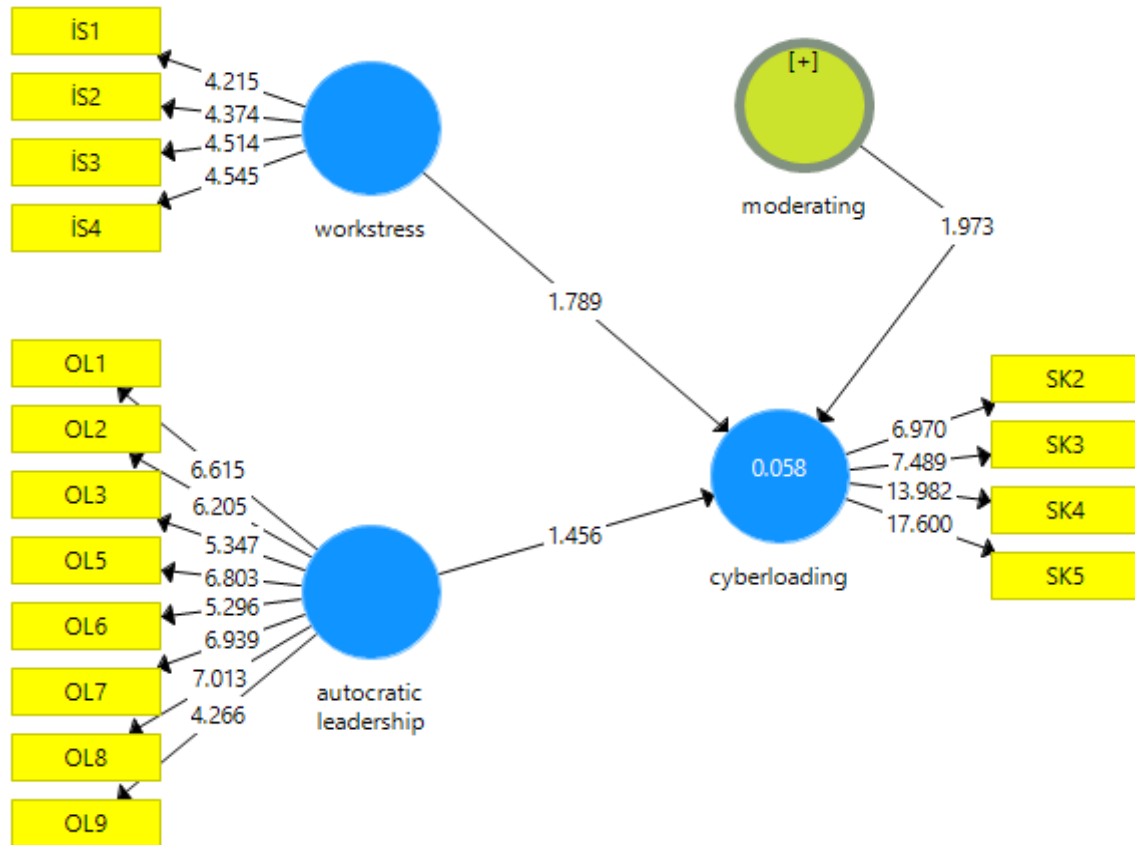 İS1
İS2
İS3
İS4
4.215
4.374
4.514
4.545
workstress
[+]
moderating
1.973
1.789
OL1
OL2
OL3
OL5
OL6
OL7
OL8
OL9
6.615
6.205
5.347
6.803
5.296
6.939
7.013
4.266
autocratic
leadership
1.456
0.058
cyberloading
6.970
7.489
13.982
17.600
SK2
SK3
SK4
SK5